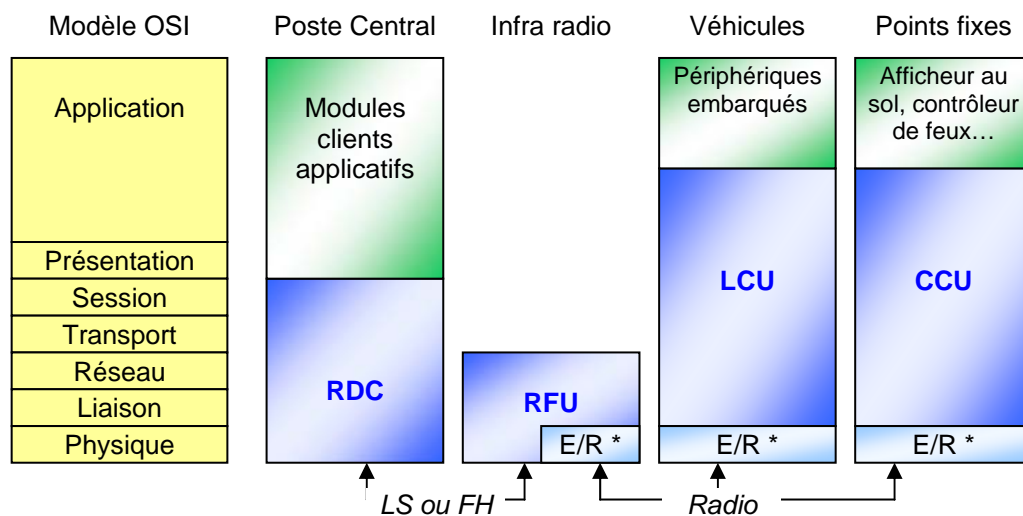 Modèle OSI
Poste Central
Infra radio
Véhicules
Points fixes
Application
Présentation
Session
Transport
Réseau
Liaison
Physique
Modules
clients
applicatifs
RDC
RFU
E/R *
Périphériques
embarqués
LCU
E/R *
Afficheur au
sol, contrôleur
de feux…
CCU
E/R *
LS ou FH
Radio